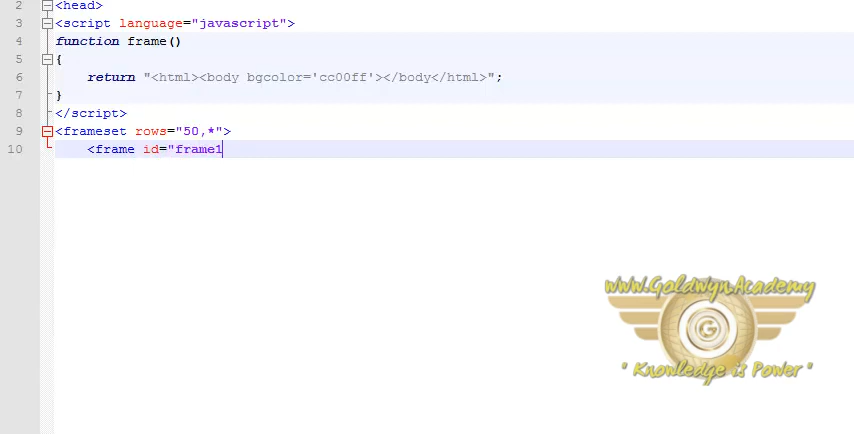 2 <head>
3 <script language="javascript">
4 function frame()
5 {
6 return "<html><body bgcolor='cc00ff'></body</html>";
7 }
8 </script>
9 <frameset rows="50,*">
10 <frame id="frame1
www.Goldwyn.Academy
G
" Knowledge is Power "